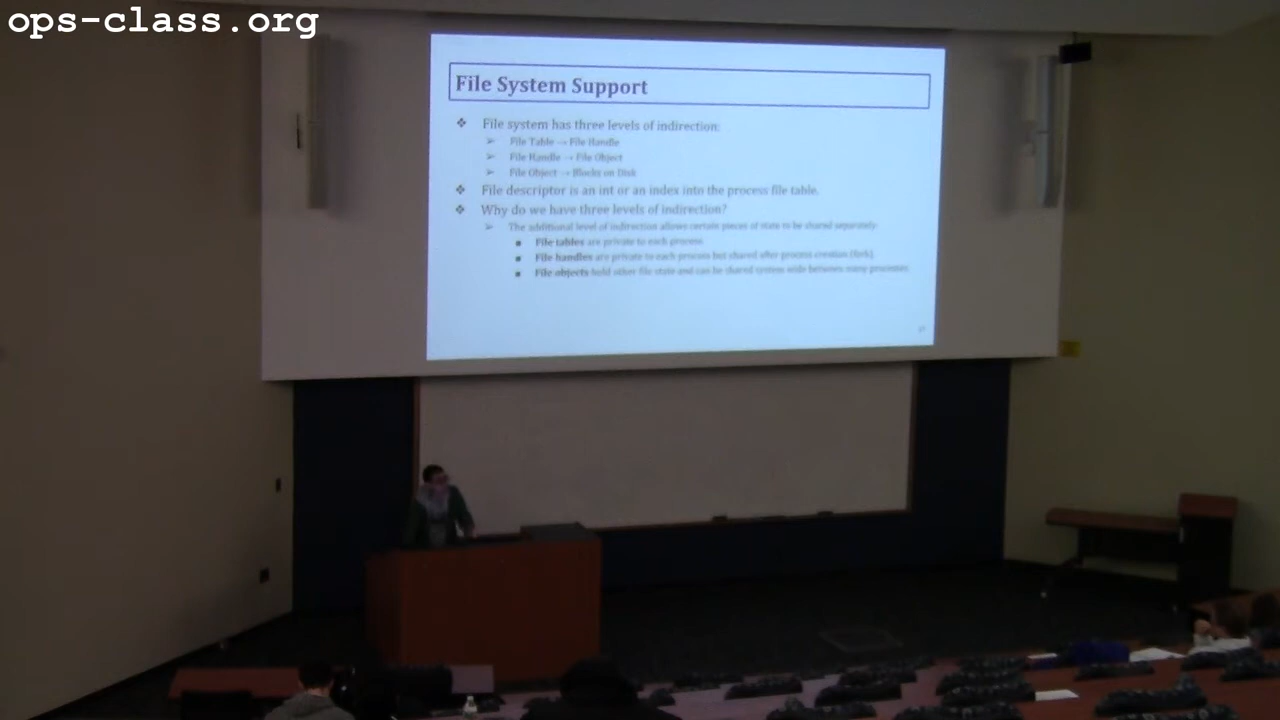 ops-class.org
File System Support
❖ File system has three levels of indirection:
➢ File Table → File Handle
➢ File Handle → File Object
➢ File Object → Blocks on Disk
❖ File descriptor is an int or an index into the process file table.
❖ Why do we have three levels of indirection?
➢ The additional level of indirection allows certain pieces of state to be shared separately.
▪ File tables are private to each process.
▪ File handles are private to each process but shared after process creation (fork).
▪ File objects hold other file state and can be shared system wide between many processes.